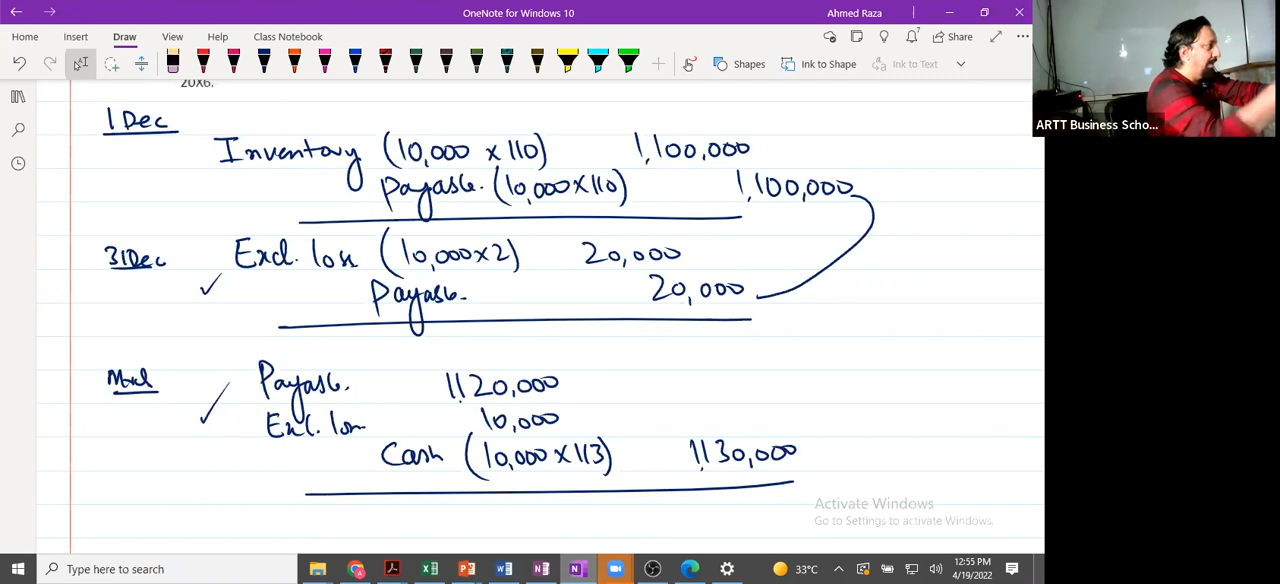 OneNote for Windows 10
Ahmed Raza
Home Insert Draw View Help Class Notebook
Share
Shapes Ink to Shape Ink to Text
ARTT Business Scho...
20X6.
1 Dec
Inventory (10,000 x 110) 1,100,000
Payable. (10,000 x 110) 1,100,000
31 Dec Exd. loss (10,000 x 2) 20,000
Payable. 20,000
Payable. 1,120,000
Exd. loss 10,000
Cash (10,000 x 113) 1,130,000
Activate Windows
Go to Settings to activate Windows.
Type here to search
33°C
12:55 PM
4/19/2022